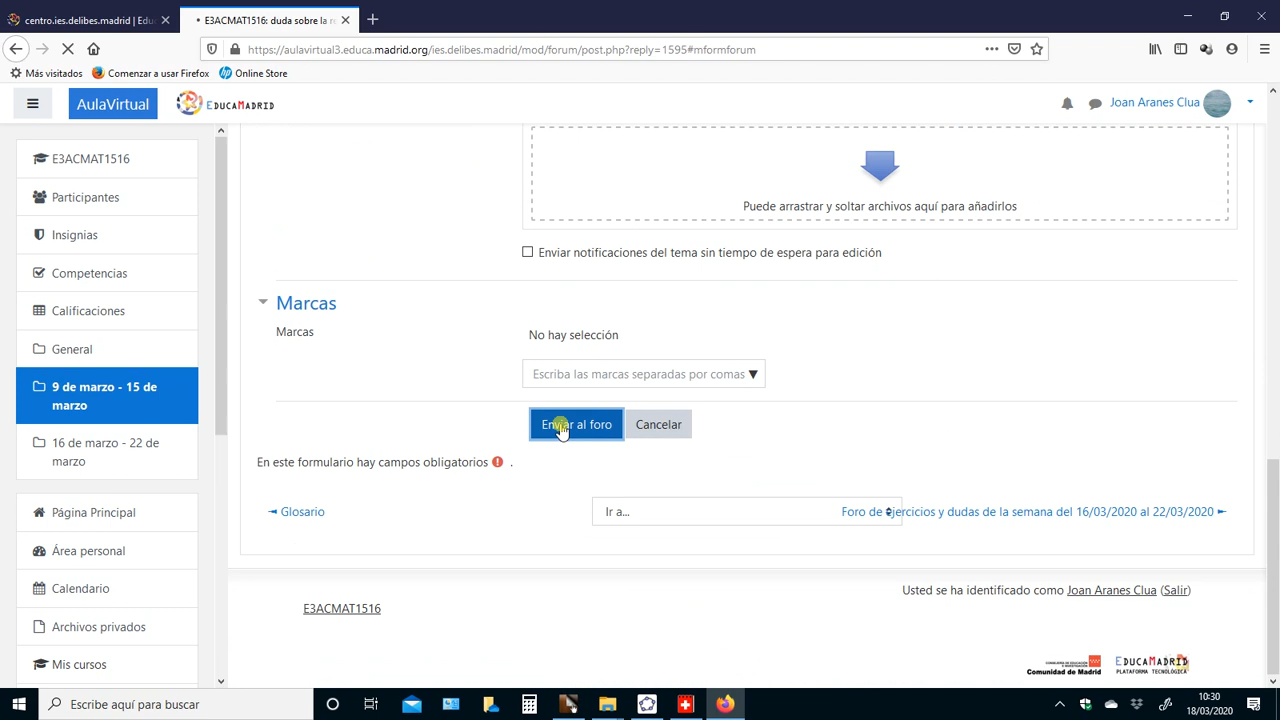 centro.ies.delibes.madrid | Edu
E3ACMAT1516: duda sobre la re
https://aulavirtual3.educa.madrid.org/ies.delibes.madrid/mod/forum/post.php?reply=1595#mformforum
Más visitados
Comenzar a usar Firefox
Online Store
AulaVirtual
EDUCAMADRID
Joan Aranes Clua
E3ACMAT1516
Participantes
Insignias
Competencias
Calificaciones
General
9 de marzo - 15 de
marzo
16 de marzo - 22 de
marzo
Página Principal
Área personal
Calendario
Archivos privados
Mis cursos
Puede arrastrar y soltar archivos aquí para añadirlos
Enviar notificaciones del tema sin tiempo de espera para edición
Marcas
Marcas
No hay selección
Escriba las marcas separadas por comas
Enviar al foro
Cancelar
En este formulario hay campos obligatorios .
◄ Glosario
Ir a...
Foro de ejercicios y dudas de la semana del 16/03/2020 al 22/03/2020 ►
Usted se ha identificado como Joan Aranes Clua (Salir)
E3ACMAT1516
Comunidad de Madrid
EDUCAMADRID
PLATAFORMA TECNOLÓGICA
Escribe aquí para buscar
10:30
18/03/2020